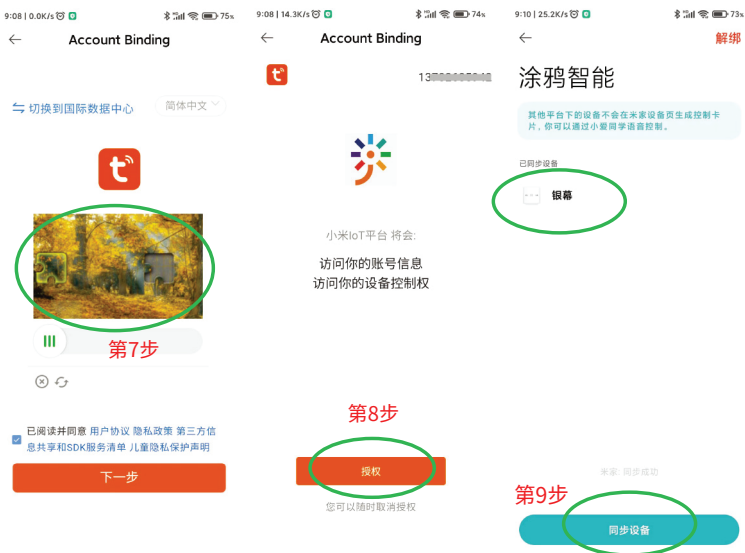 9:08 | 0.0K/s
75%
Account Binding
切换到国际数据中心
简体中文
第7步
已阅读并同意 用户协议 隐私政策 第三方信
息共享和SDK服务清单 儿童隐私保护声明
下一步
9:08 | 14.3K/s
74%
Account Binding
小米IoT平台 将会:
访问你的账号信息
访问你的设备控制权
第8步
授权
您可以随时取消授权
9:10 | 25.2K/s
73%
解绑
涂鸦智能
其他平台下的设备不会在米家设备页生成控制卡
片，你可以通过小爱同学语音控制。
已同步设备
银幕
米家: 同步成功
第9步
同步设备